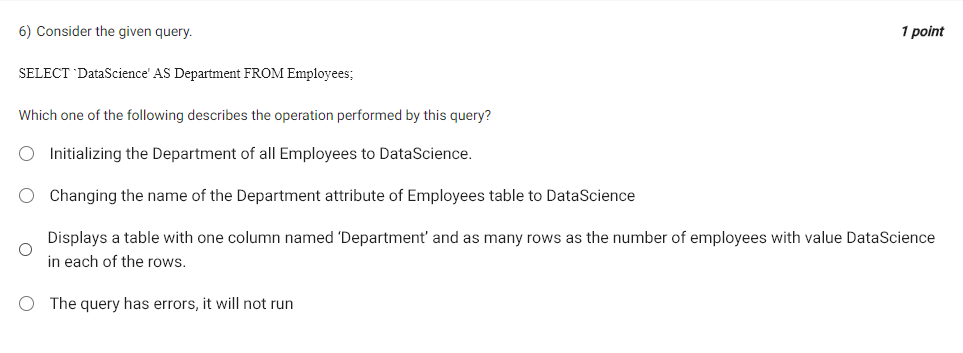 6) Consider the given query.
1 point
SELECT `DataScience' AS Department FROM Employees;
Which one of the following describes the operation performed by this query?
Initializing the Department of all Employees to DataScience.
Changing the name of the Department attribute of Employees table to DataScience
Displays a table with one column named 'Department' and as many rows as the number of employees with value DataScience
in each of the rows.
The query has errors, it will not run